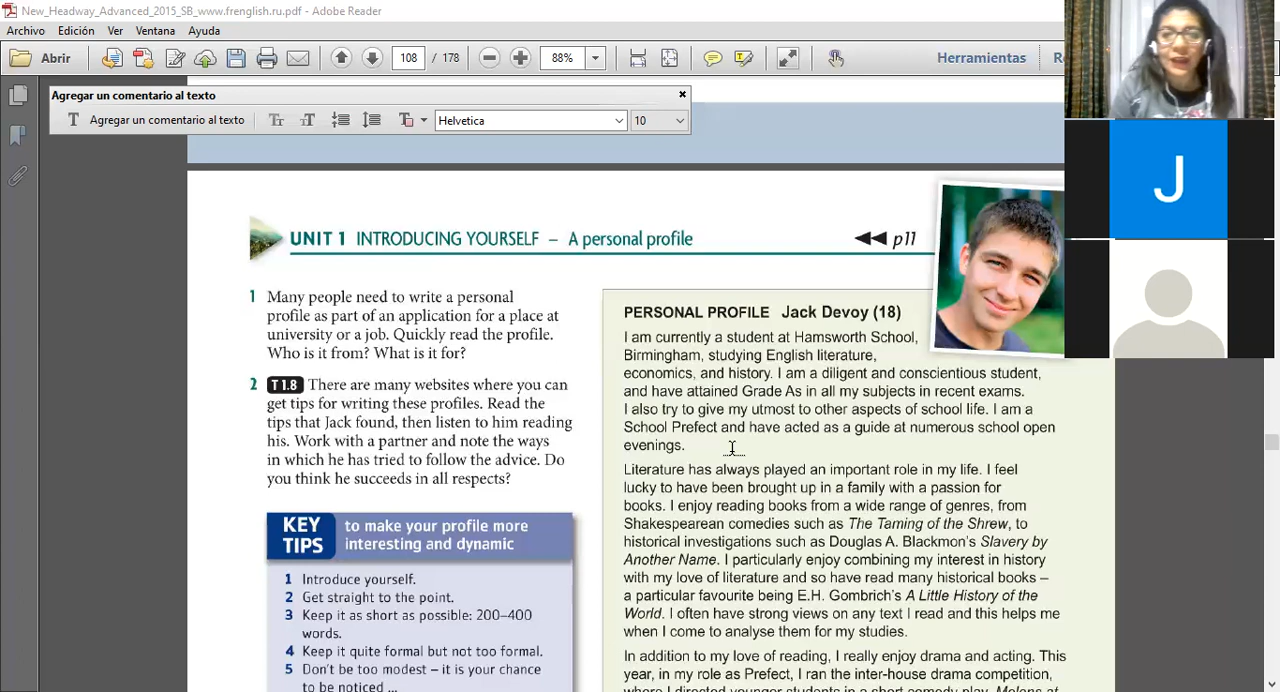 New_Headway_Advanced_2015_SB_www.frenglish.ru.pdf - Adobe Reader
Archivo Edición Ver Ventana Ayuda
Abrir 108 / 178 88% Herramientas
Agregar un comentario al texto
T Agregar un comentario al texto Tr TT T Helvetica 10
UNIT 1 INTRODUCING YOURSELF – A personal profile ◀◀ p11
1 Many people need to write a personal
profile as part of an application for a place at
university or a job. Quickly read the profile.
Who is it from? What is it for?
2 T 1.8 There are many websites where you can
get tips for writing these profiles. Read the
tips that Jack found, then listen to him reading
his. Work with a partner and note the ways
in which he has tried to follow the advice. Do
you think he succeeds in all respects?
KEY TIPS
to make your profile more
interesting and dynamic
1 Introduce yourself.
2 Get straight to the point.
3 Keep it as short as possible: 200–400
words.
4 Keep it quite formal but not too formal.
5 Don't be too modest – it is your chance
to be noticed ...
PERSONAL PROFILE Jack Devoy (18)
I am currently a student at Hamsworth School,
Birmingham, studying English literature,
economics, and history. I am a diligent and conscientious student,
and have attained Grade As in all my subjects in recent exams.
I also try to give my utmost to other aspects of school life. I am a
School Prefect and have acted as a guide at numerous school open
evenings.
Literature has always played an important role in my life. I feel
lucky to have been brought up in a family with a passion for
books. I enjoy reading books from a wide range of genres, from
Shakespearean comedies such as The Taming of the Shrew, to
historical investigations such as Douglas A. Blackmon's Slavery by
Another Name. I particularly enjoy combining my interest in history
with my love of literature and so have read many historical books –
a particular favourite being E.H. Gombrich's A Little History of the
World. I often have strong views on any text I read and this helps me
when I come to analyse them for my studies.
In addition to my love of reading, I really enjoy drama and acting. This
year, in my role as Prefect, I ran the inter-house drama competition,
where I directed younger students in a short comedy play,
J